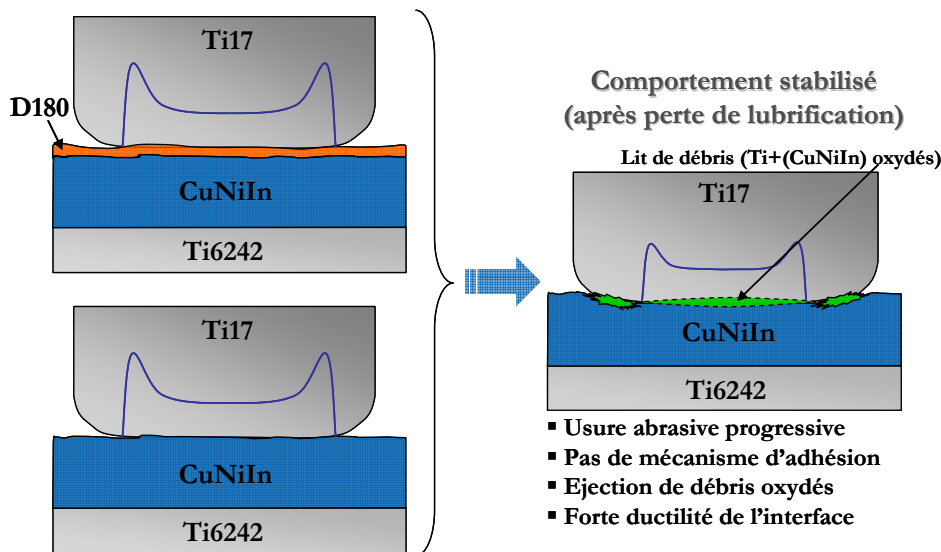 Ti17
D180
CuNiIn
Ti6242
Ti17
CuNiIn
Ti6242
Comportement stabilisé
(après perte de lubrification)
Lit de débris (Ti+(CuNiIn) oxydés)
Ti17
CuNiIn
Ti6242
▪ Usure abrasive progressive
▪ Pas de mécanisme d'adhésion
▪ Ejection de débris oxydés
▪ Forte ductilité de l'interface